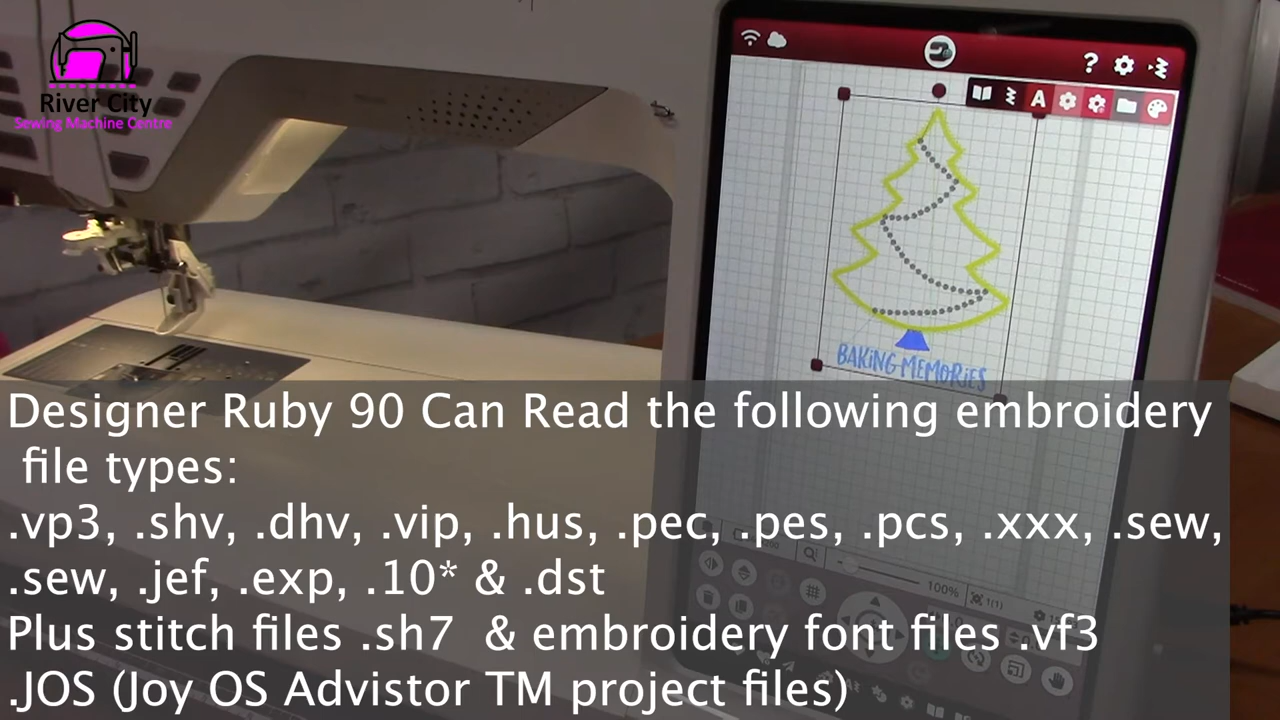 River City
Sewing Machine Centre
A
BAKING MEMORIES
Designer Ruby 90 Can Read the following embroidery
file types:
.vp3, .shv, .dhv, .vip, .hus, .pec, .pes, .pcs, .xxx, .sew,
.sew, .jef, .exp, .10* & .dst
100%
1(1)
Plus stitch files .sh7 & embroidery font files .vf3
.JOS (Joy OS Advistor TM project files)